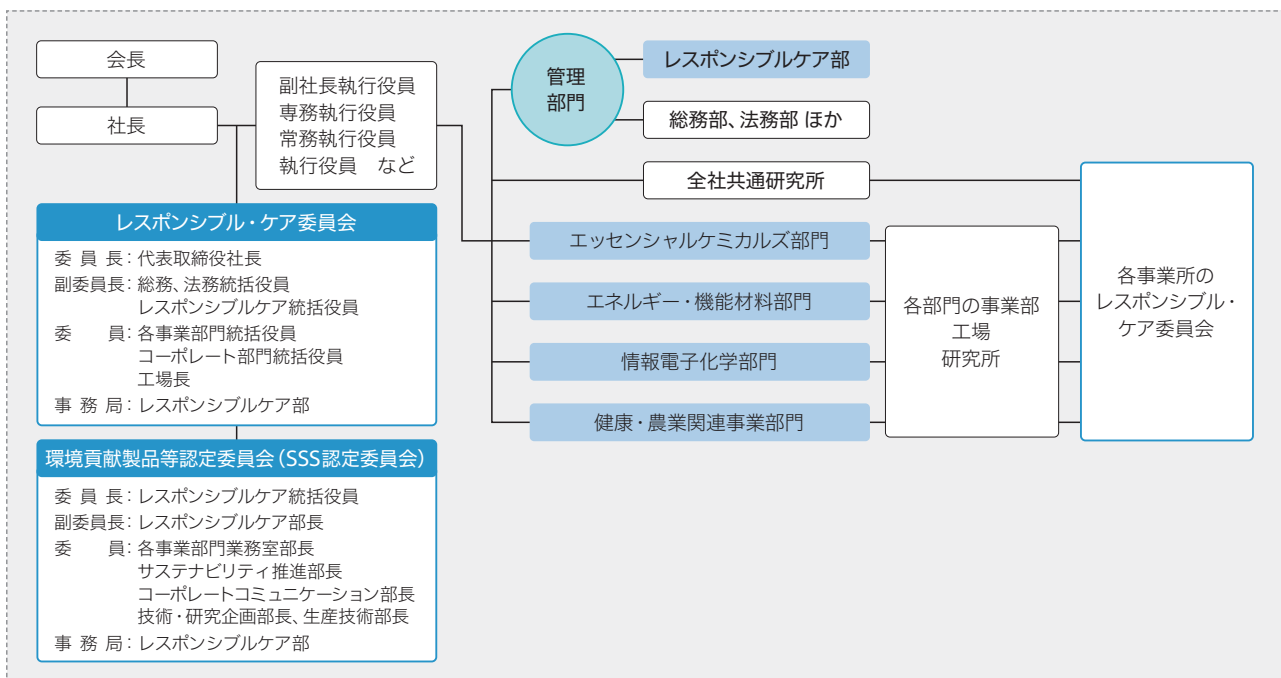 会長
社長
副社長執行役員
専務執行役員
常務執行役員
執行役員 など
レスポンシブル・ケア委員会
委員長：代表取締役社長
副委員長：総務、法務統括役員
レスポンシブルケア統括役員
委員：各事業部門統括役員
コーポレート部門統括役員
工場長
事務局：レスポンシブルケア部
環境貢献製品等認定委員会（SSS認定委員会）
委員長：レスポンシブルケア統括役員
副委員長：レスポンシブルケア部長
委員：各事業部門業務室部長
サステナビリティ推進部長
コーポレートコミュニケーション部長
技術・研究企画部長、生産技術部長
事務局：レスポンシブルケア部
管理
部門
レスポンシブルケア部
総務部、法務部 ほか
全社共通研究所
エッセンシャルケミカルズ部門
エネルギー・機能材料部門
情報電子化学部門
健康・農業関連事業部門
各部門の事業部
工場
研究所
各事業所の
レスポンシブル・
ケア委員会